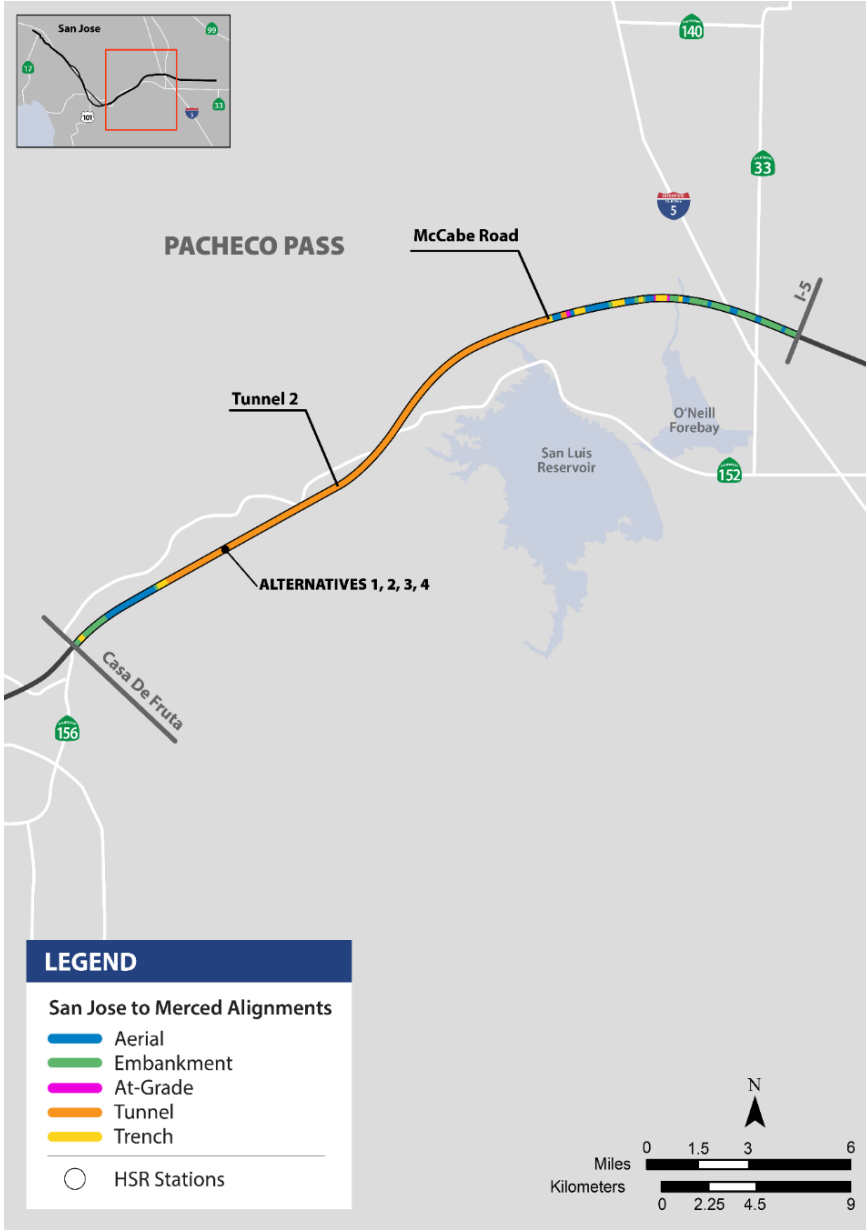 San Jose
99
17
101
5
33
140
33
5
PACHECO PASS
McCabe Road
I-5
Tunnel 2
O'Neill
Forebay
San Luis
Reservoir
152
ALTERNATIVES 1, 2, 3, 4
Casa De Fruta
156
LEGEND
San Jose to Merced Alignments
Aerial
Embankment
At-Grade
Tunnel
Trench
HSR Stations
N
0 1.5 3 6
Miles
Kilometers
0 2.25 4.5 9